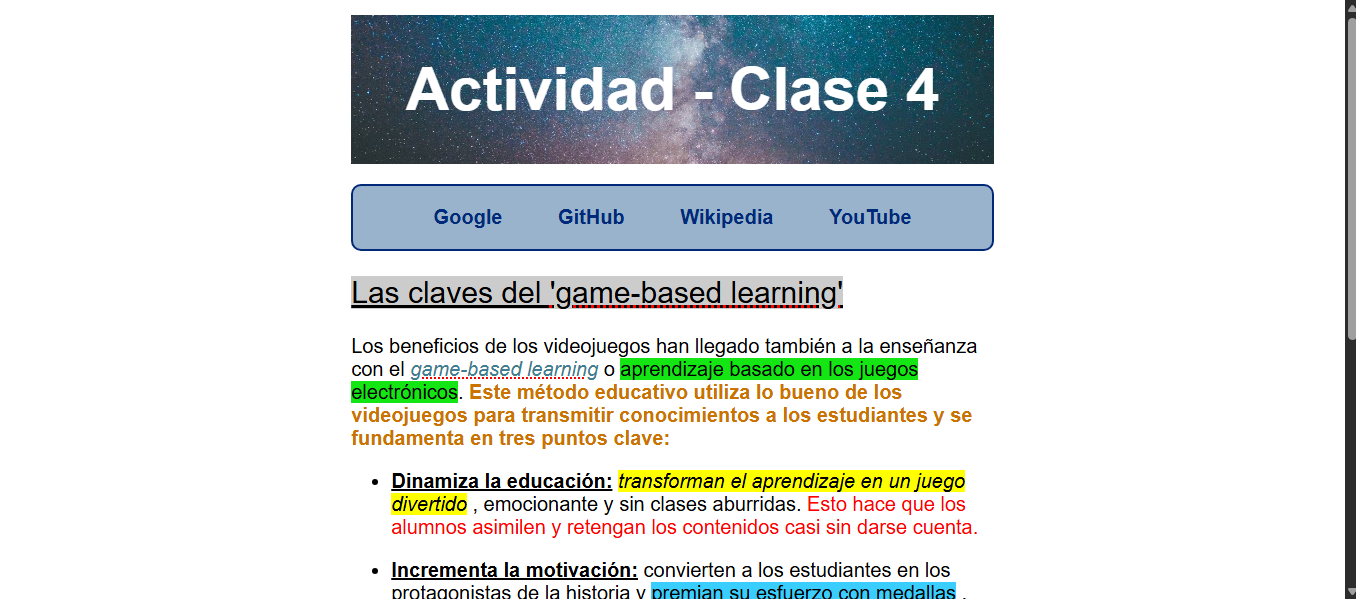 Actividad - Clase 4
Google GitHub Wikipedia YouTube
Las claves del 'game-based learning'
Los beneficios de los videojuegos han llegado también a la enseñanza
con el game-based learning o aprendizaje basado en los juegos
electrónicos. Este método educativo utiliza lo bueno de los
videojuegos para transmitir conocimientos a los estudiantes y se
fundamenta en tres puntos clave:
• Dinamiza la educación: transforman el aprendizaje en un juego
divertido , emocionante y sin clases aburridas. Esto hace que los
alumnos asimilen y retengan los contenidos casi sin darse cuenta.
• Incrementa la motivación: convierten a los estudiantes en los
protagonistas de la historia y premian su esfuerzo con medallas ,